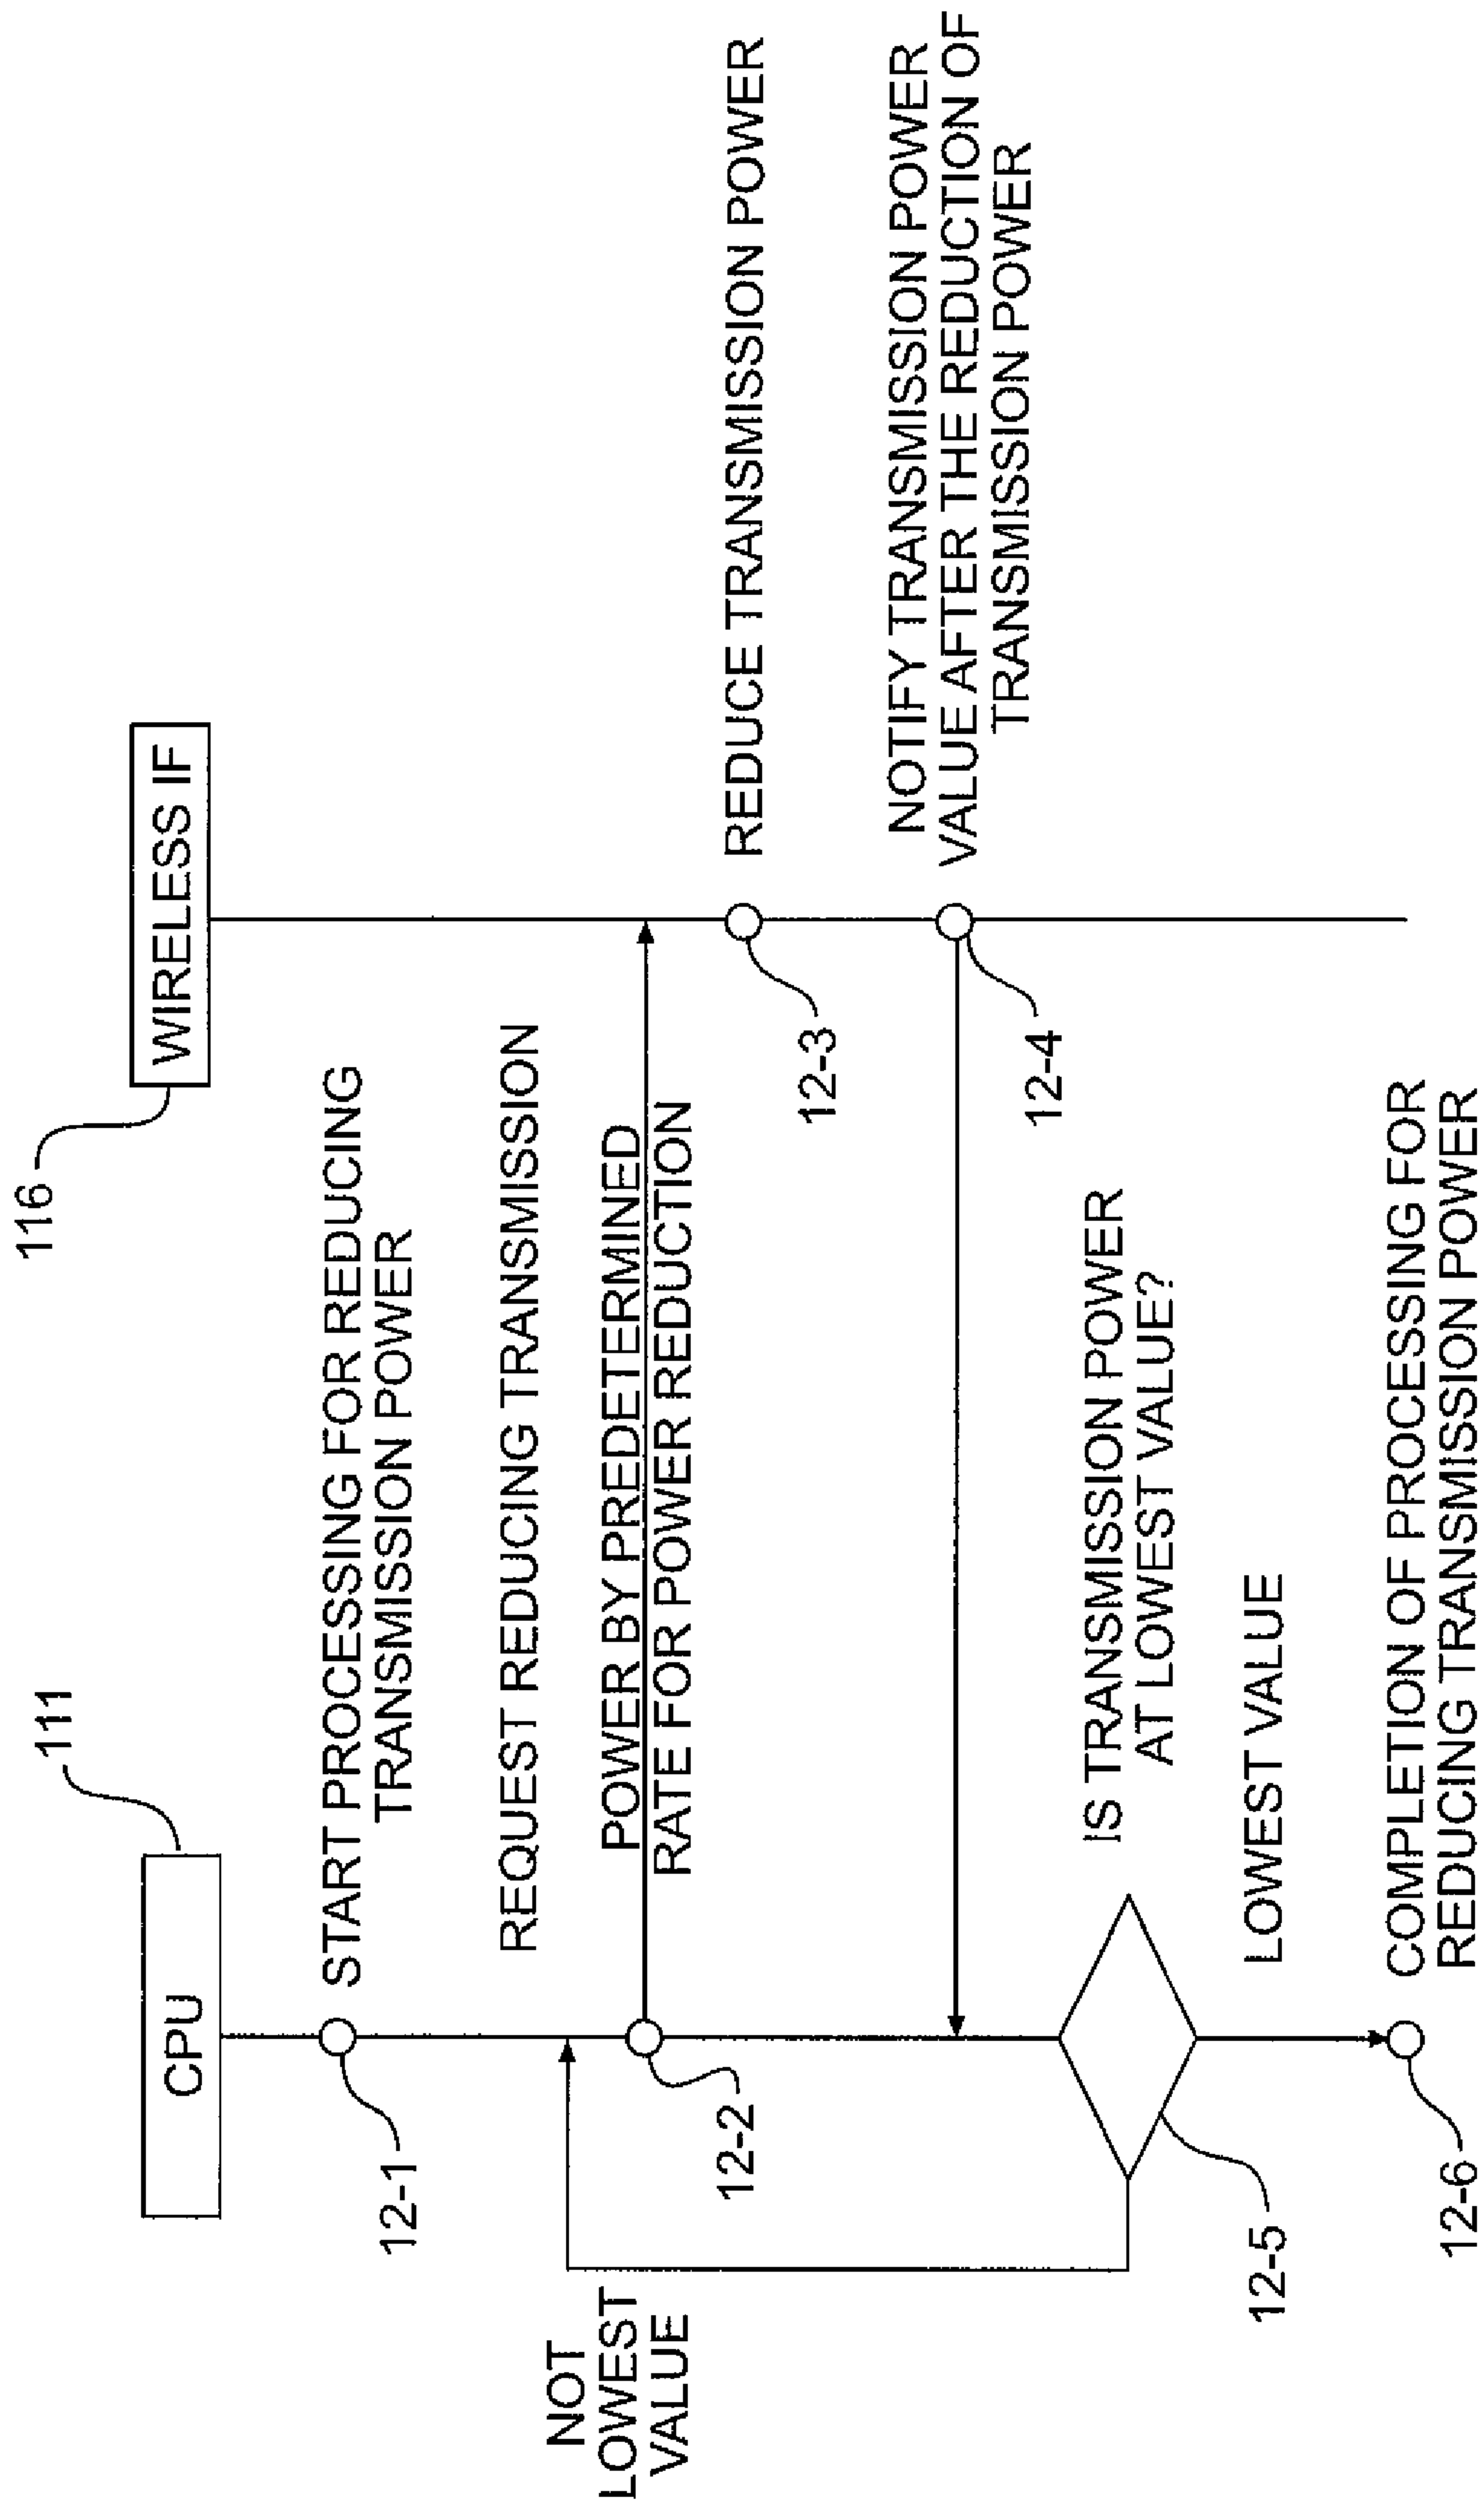 116
WIRELESS IF
111
CPU
START PROCESSING FOR REDUCING
TRANSMISSION POWER
12-1
REQUEST REDUCING TRANSMISSION
POWER BY PREDETERMINED
RATE FOR POWER REDUCTION
12-2
REDUCE TRANSMISSION POWER
12-3
NOTIFY TRANSMISSION POWER
VALUE AFTER THE REDUCTION OF
TRANSMISSION POWER
12-4
NOT
LOWEST
VALUE
IS TRANSMISSION POWER
AT LOWEST VALUE?
12-5
LOWEST VALUE
COMPLETION OF PROCESSING FOR
REDUCING TRANSMISSION POWER
12-6